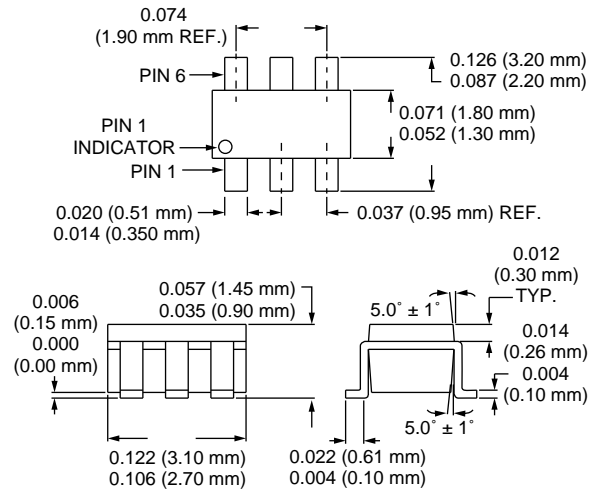 0.074
(1.90 mm REF.)
PIN 6
0.126 (3.20 mm)
0.087 (2.20 mm)
0.071 (1.80 mm)
0.052 (1.30 mm)
PIN 1
INDICATOR
PIN 1
0.020 (0.51 mm)
0.014 (0.350 mm)
0.037 (0.95 mm) REF.
0.006
(0.15 mm)
0.000
(0.00 mm)
0.057 (1.45 mm)
0.035 (0.90 mm)
0.122 (3.10 mm)
0.106 (2.70 mm)
5.0° ± 1°
0.012
(0.30 mm)
TYP.
0.014
(0.26 mm)
0.004
(0.10 mm)
5.0° ± 1°
0.022 (0.61 mm)
0.004 (0.10 mm)